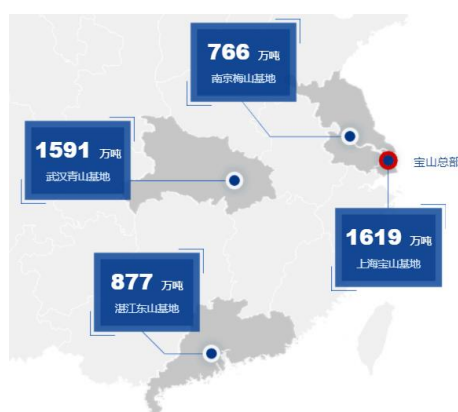 766 万吨
南京梅山基地
1591 万吨
武汉青山基地
宝山总部
1619 万吨
上海宝山基地
877 万吨
湛江东山基地